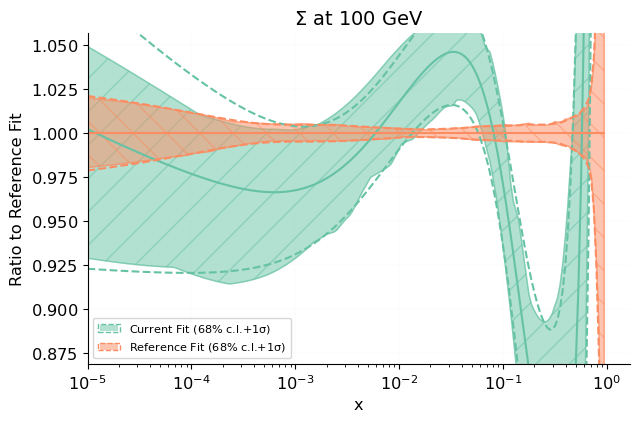 Σ at 100 GeV
Ratio to Reference Fit
1.050
1.025
1.000
0.975
0.950
0.925
0.900
0.875
Current Fit (68% c.l.+1σ)
Reference Fit (68% c.l.+1σ)
10⁻⁵
10⁻⁴
10⁻³
10⁻²
10⁻¹
10⁰
x